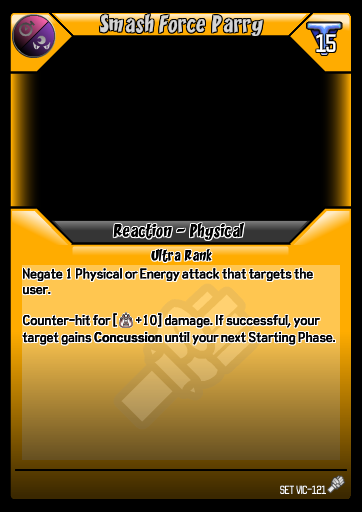 Smash Force Parry
15
Reaction - Physical
Ultra Rank
Negate 1 Physical or Energy attack that targets the
user.
Counter-hit for [ +10] damage. If successful, your
target gains Concussion until your next Starting Phase.
SET VIC-121